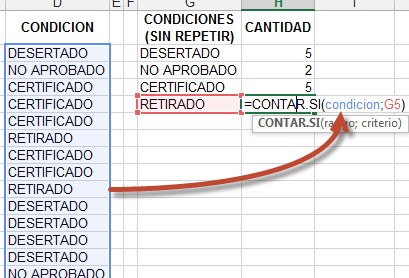 D E F G H I
CONDICION CONDICIONES CANTIDAD
(SIN REPETIR)
DESERTADO DESERTADO 5
NO APROBADO NO APROBADO 2
CERTIFICADO CERTIFICADO 5
CERTIFICADO RETIRADO =CONTAR.SI(condicion;G5)
CERTIFICADO CONTAR.SI(rango; criterio)
RETIRADO
CERTIFICADO
CERTIFICADO
RETIRADO
DESERTADO
DESERTADO
DESERTADO
DESERTADO
NO APROBADO